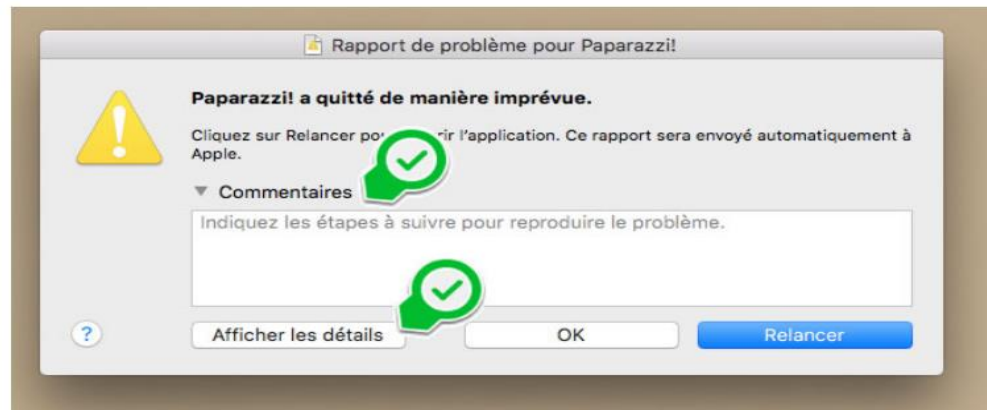 Rapport de problème pour Paparazzi!
Paparazzi! a quitté de manière imprévue.
Cliquez sur Relancer l'application. Ce rapport sera envoyé automatiquement à
Apple.
Commentaires
Indiquez les étapes à suivre pour reproduire le problème.
?
Afficher les détails
OK
Relancer